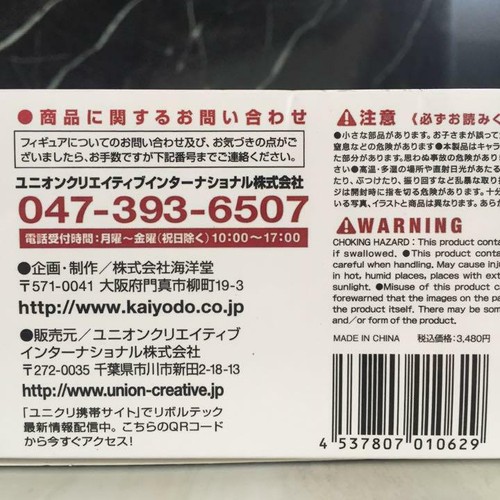 ●商品に関するお問い合わせ
フィギュアについてのお問い合わせ及び、お気づきの点がご
ざいましたら、お手数ですが下記番号までご連絡ください。
ユニオンクリエイティブインターナショナル株式会社
047-393-6507
電話受付時間：月曜〜金曜(祝日除く)10:00〜17:00
●企画・制作／株式会社海洋堂
〒571-0041 大阪府門真市柳町19-3
http://www.kaiyodo.co.jp
●販売元／ユニオンクリエイティブ
インターナショナル株式会社
〒272-0035 千葉県市川市新田2-18-13
http://www.union-creative.jp
「ユニクリ携帯サイト」でリボルテック
最新情報配信中。こちらのQRコード
から今すぐアクセス！
注意 《必ずお読みく
●小さな部品があります。お子さまが誤って
窒息などの危険があります ●本製品はキャラ
た部分があります。思わぬ事故の危険があり
さい ●高温・多湿の場所や直射日光があたる
たり、ぶつけたり、振り回すなど乱暴な取り
ジは開封時に指を切る危険があります。十分
いる写真、イラストと商品は異なります。あらか
WARNING
CHOKING HAZARD : This product conta
if swallowed. ● This product con
careful when handling. May cause inj
in hot, humid places, places with ex
sunlight. ●Misuse of this product c
forewarned that the images on the pa
the product itself. There may be som
and/or form of the product.
MADE IN CHINA 税込価格：3,480円
4 537807 010629